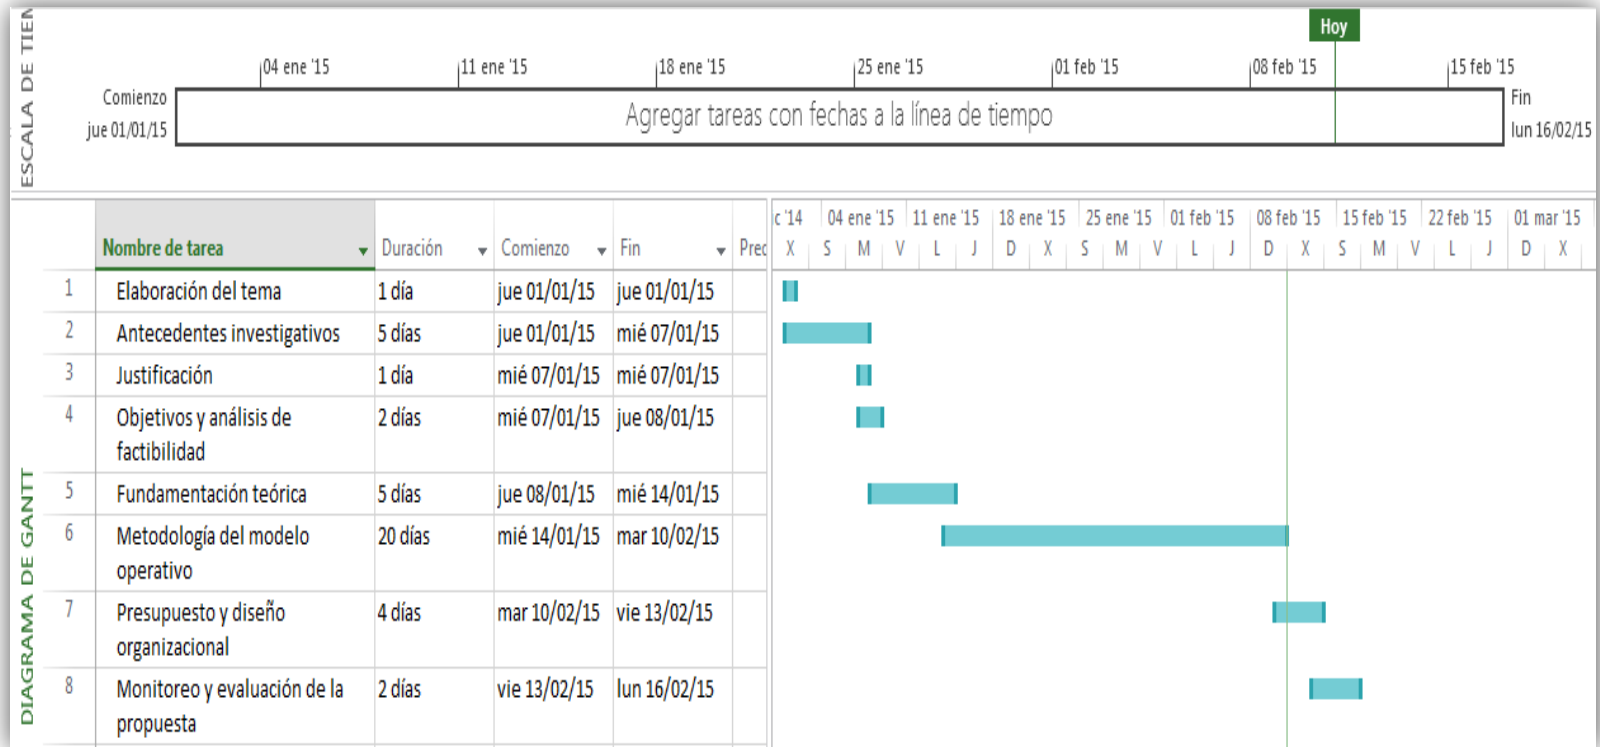 Hoy
04 ene '15 11 ene '15 18 ene '15 25 ene '15 01 feb '15 08 feb '15 15 feb '15
Comienzo
jue 01/01/15
Agregar tareas con fechas a la línea de tiempo
Fin
lun 16/02/15
ESCALA DE TIEM
Nombre de tarea Duración Comienzo Fin Pred
c '14 04 ene '15 11 ene '15 18 ene '15 25 ene '15 01 feb '15 08 feb '15 15 feb '15 22 feb '15 01 mar '15
X S M V L J D X S M V L J D X S M V L J D X
1 Elaboración del tema 1 día jue 01/01/15 jue 01/01/15
2 Antecedentes investigativos 5 días jue 01/01/15 mié 07/01/15
3 Justificación 1 día mié 07/01/15 mié 07/01/15
4 Objetivos y análisis de 2 días mié 07/01/15 jue 08/01/15
factibilidad
5 Fundamentación teórica 5 días jue 08/01/15 mié 14/01/15
6 Metodología del modelo 20 días mié 14/01/15 mar 10/02/15
operativo
7 Presupuesto y diseño 4 días mar 10/02/15 vie 13/02/15
organizacional
8 Monitoreo y evaluación de la 2 días vie 13/02/15 lun 16/02/15
propuesta
DIAGRAMA DE GANTT